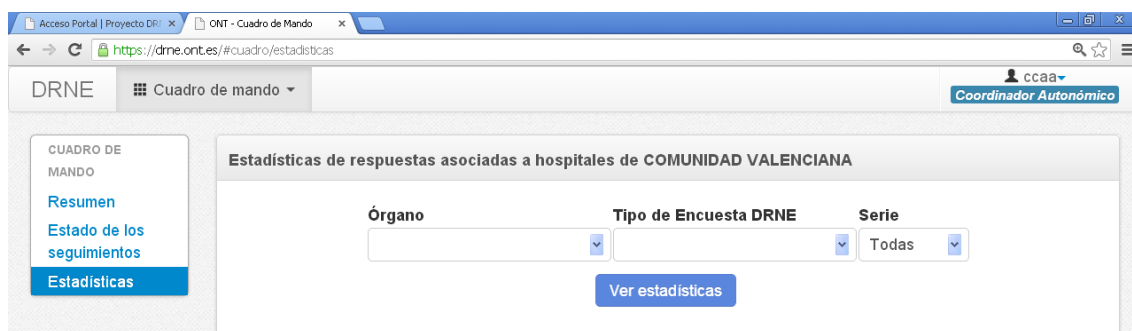 Acceso Portal | Proyecto DR
ONT - Cuadro de Mando
https://drne.ont.es/#cuadro/estadisticas
DRNE
Cuadro de mando
ccaa
Coordinador Autonómico
CUADRO DE
MANDO
Resumen
Estado de los
seguimientos
Estadísticas
Estadísticas de respuestas asociadas a hospitales de COMUNIDAD VALENCIANA
Órgano
Tipo de Encuesta DRNE
Serie
Todas
Ver estadísticas